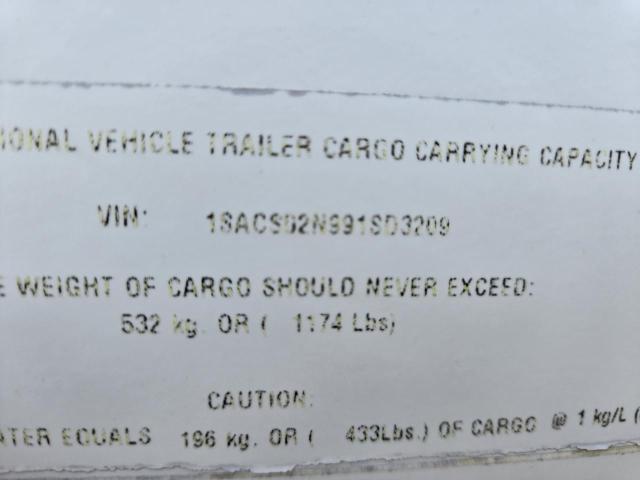 IONAL VEHICLE TRAILER CARGO CARRYING CAPACITY
VIN: 1SACS02N991SD3209
E WEIGHT OF CARGO SHOULD NEVER EXCEED:
532 kg. OR ( 1174 Lbs)
CAUTION:
ATER EQUALS 196 kg. OR ( 433Lbs.) OF CARGO @ 1 kg/L (